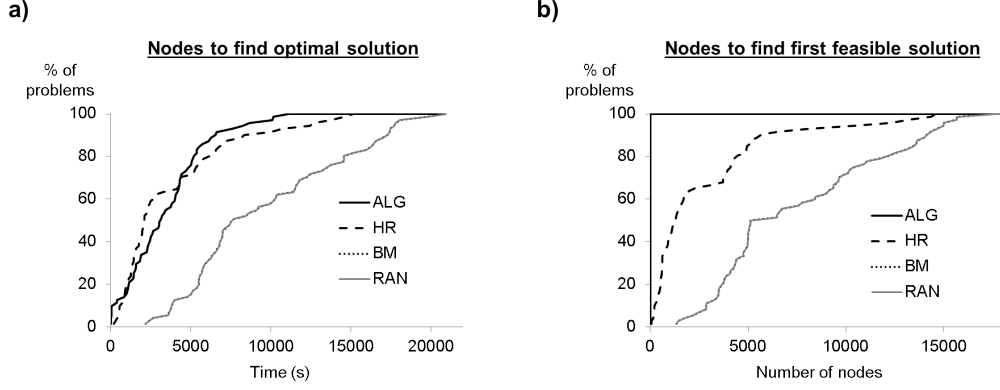 a)
Nodes to find optimal solution
% of
problems
100
80
60
40
20
0
ALG
HR
BM
RAN
0 5000 10000 15000 20000
Time (s)
b)
Nodes to find first feasible solution
% of
problems
100
80
60
40
20
0
ALG
HR
BM
RAN
0 5000 10000 15000
Number of nodes